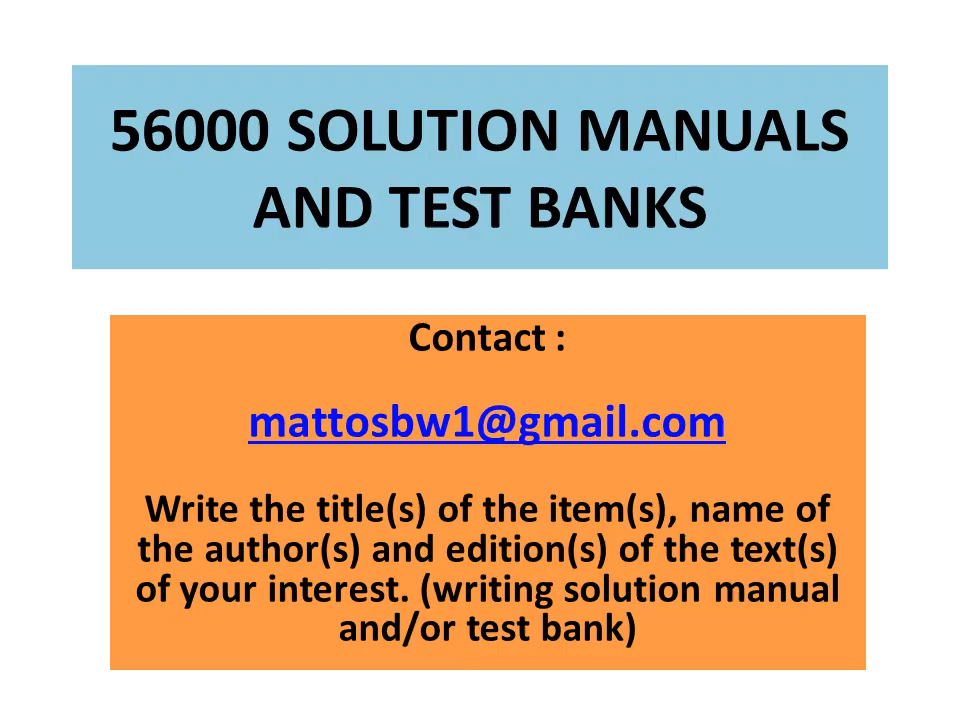 56000 SOLUTION MANUALS
AND TEST BANKS
Contact :
mattosbw1@gmail.com
Write the title(s) of the item(s), name of
the author(s) and edition(s) of the text(s)
of your interest. (writing solution manual
and/or test bank)